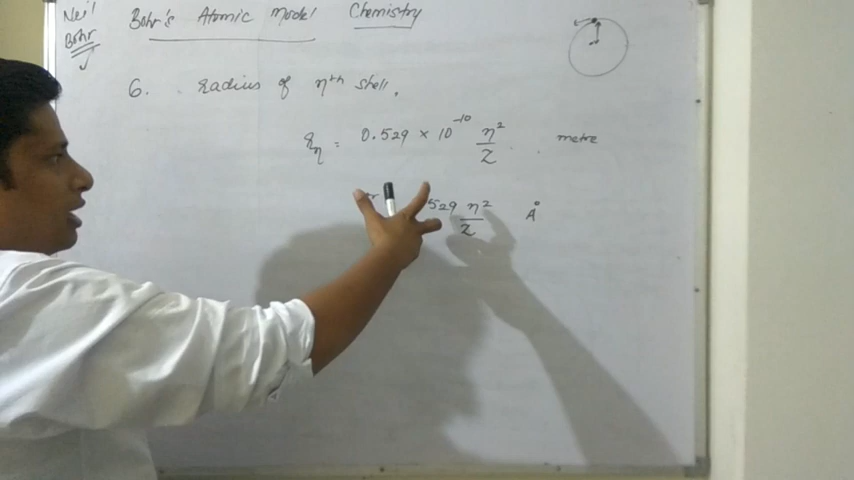 Neil
Bohr
Bohr's Atomic Model Chemistry
6. Radius of nth shell.
rn = 0.529 × 10^-10 n²/Z metre
529 n²/Z Å